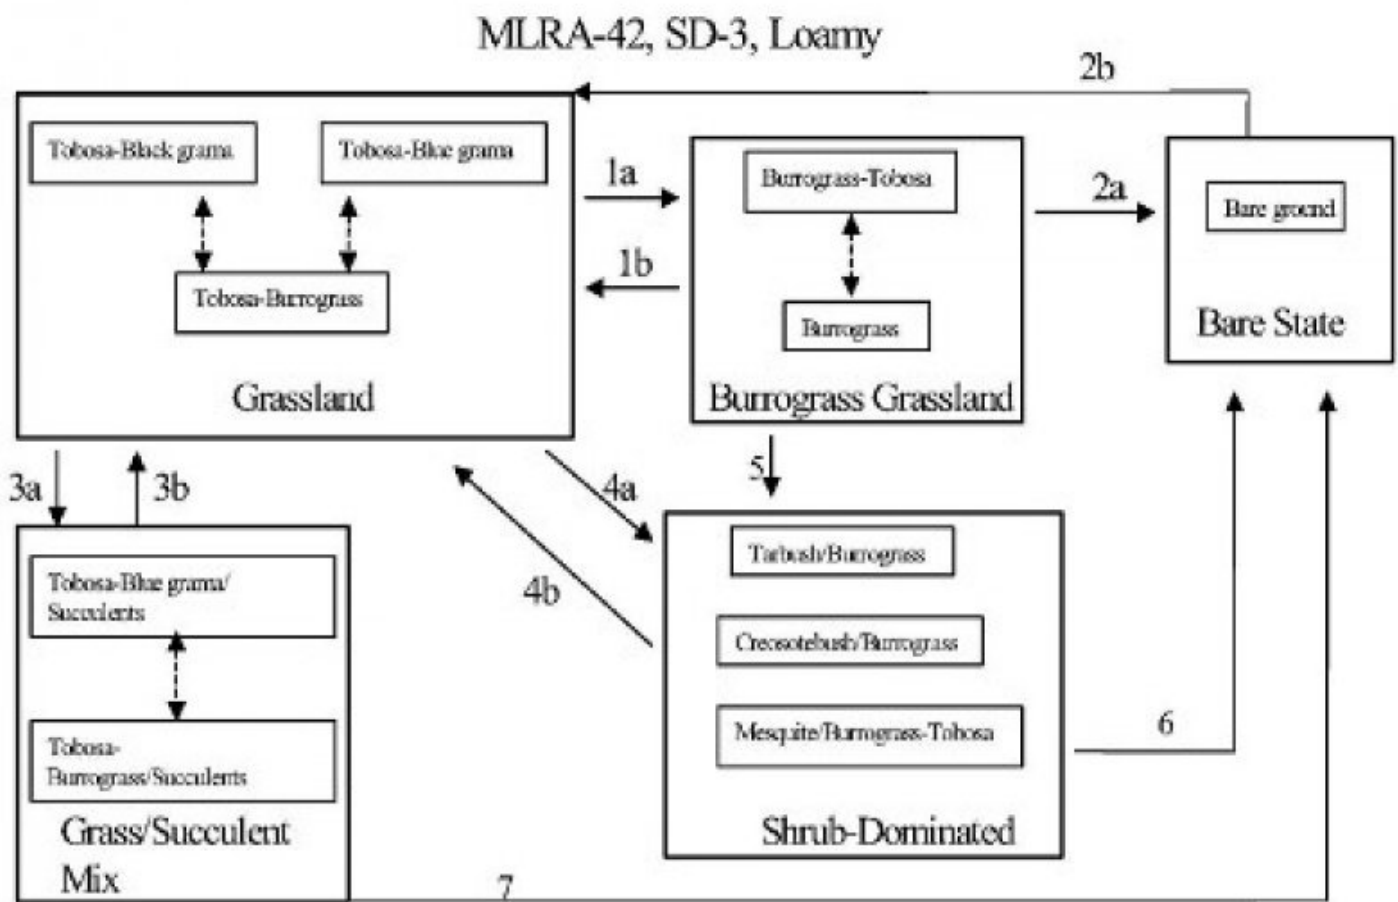 MLRA-42, SD-3, Loamy
2b
Tobosa-Black grama
Tobosa-Blue grama
Tobosa-Burrograss
Grassland
1a
1b
Burrograss-Tobosa
Burrograss
Burrograss Grassland
2a
Bare ground
Bare State
3a
3b
4a
4b
5
Tobosa-Blue grama/
Succulents
Tobosa-
Burrograss/Succulents
Grass/Succulent
Mix
Tarbush/Burrograss
Creosotebush/Burrograss
Mesquite/Burrograss-Tobosa
Shrub-Dominated
6
7